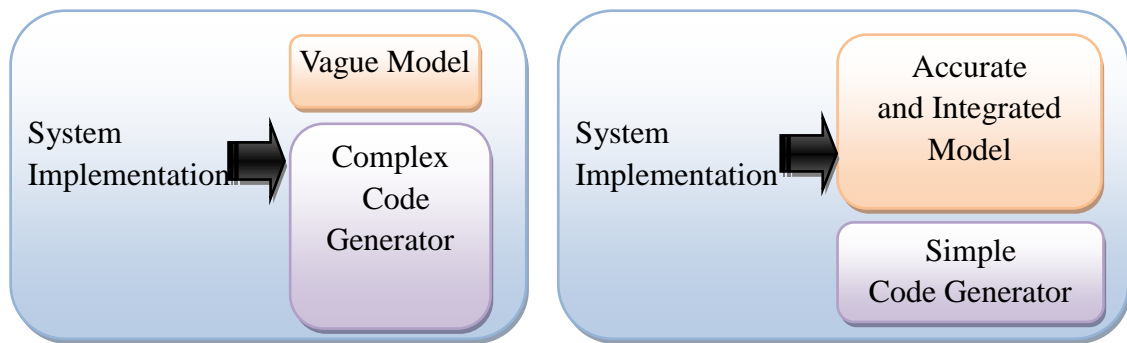 Vague Model
System
Implementation
Complex
Code
Generator
Accurate
and Integrated
Model
System
Implementation
Simple
Code Generator